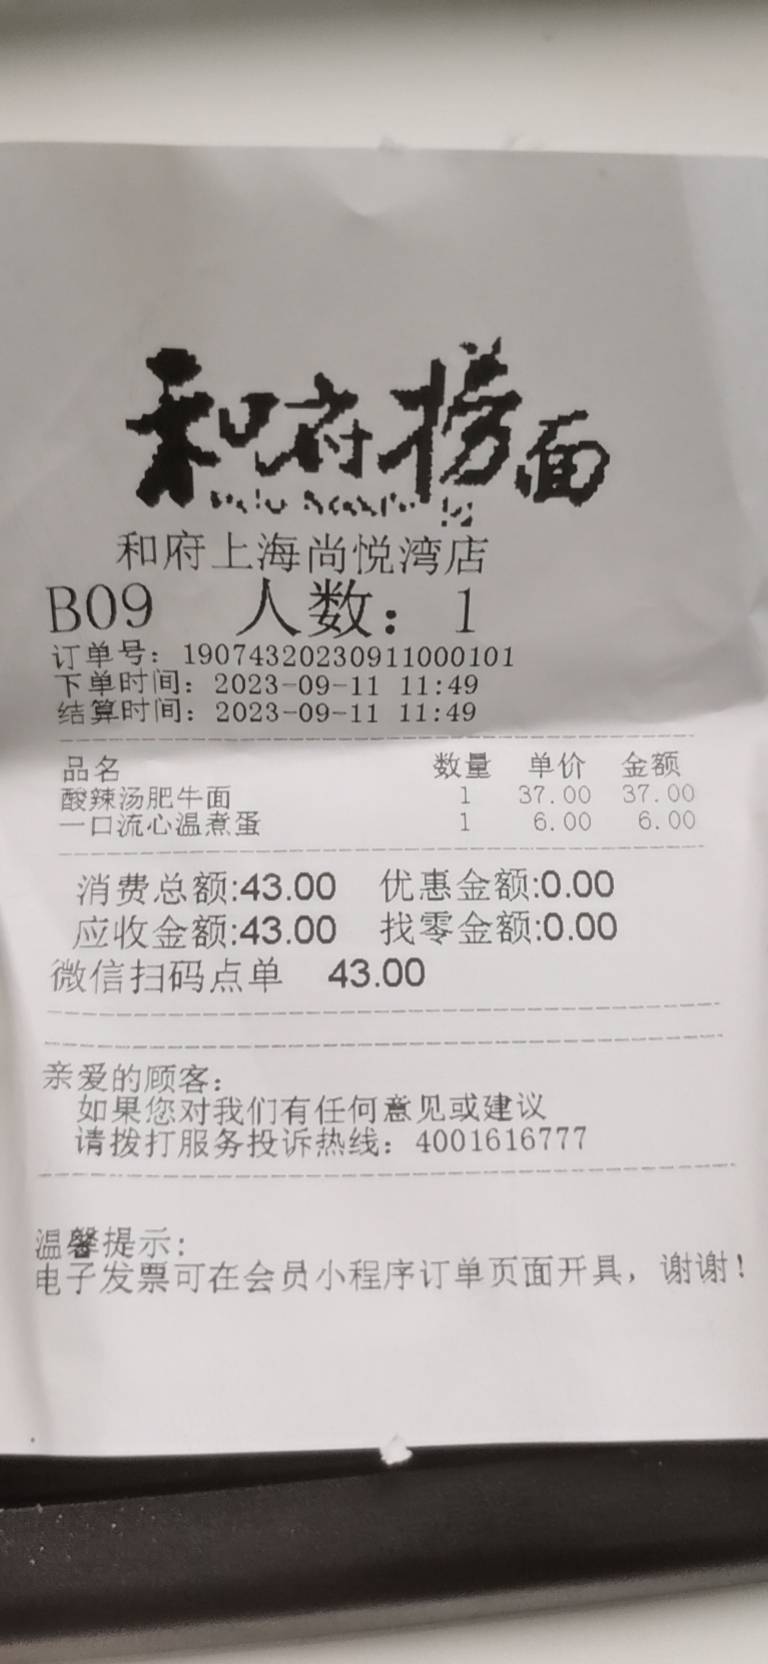 和府捞面
和府上海尚悦湾店
B09 人数：1
订单号：19074320230911000101
下单时间：2023-09-11 11:49
结算时间：2023-09-11 11:49
品名 数量 单价 金额
酸辣汤肥牛面 1 37.00 37.00
一口流心温煮蛋 1 6.00 6.00
消费总额:43.00 优惠金额:0.00
应收金额:43.00 找零金额:0.00
微信扫码点单 43.00
亲爱的顾客：
如果您对我们有任何意见或建议
请拨打服务投诉热线：4001616777
温馨提示：
电子发票可在会员小程序订单页面开具，谢谢！